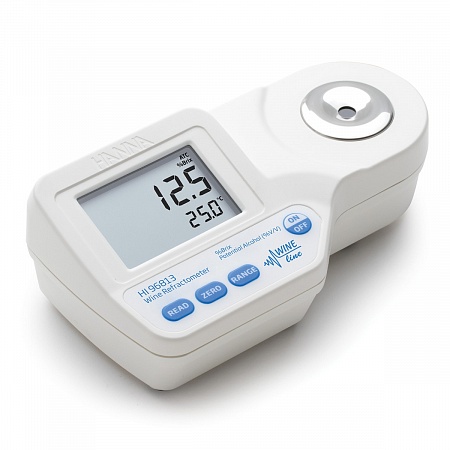 HANNA
ATC
%Brix
12.5
25.0°C
ON
OFF
%Brix
Potential Alcohol (%V/V)
WINE
line
HI 96813
Wine Refractometer
READ
ZERO
RANGE